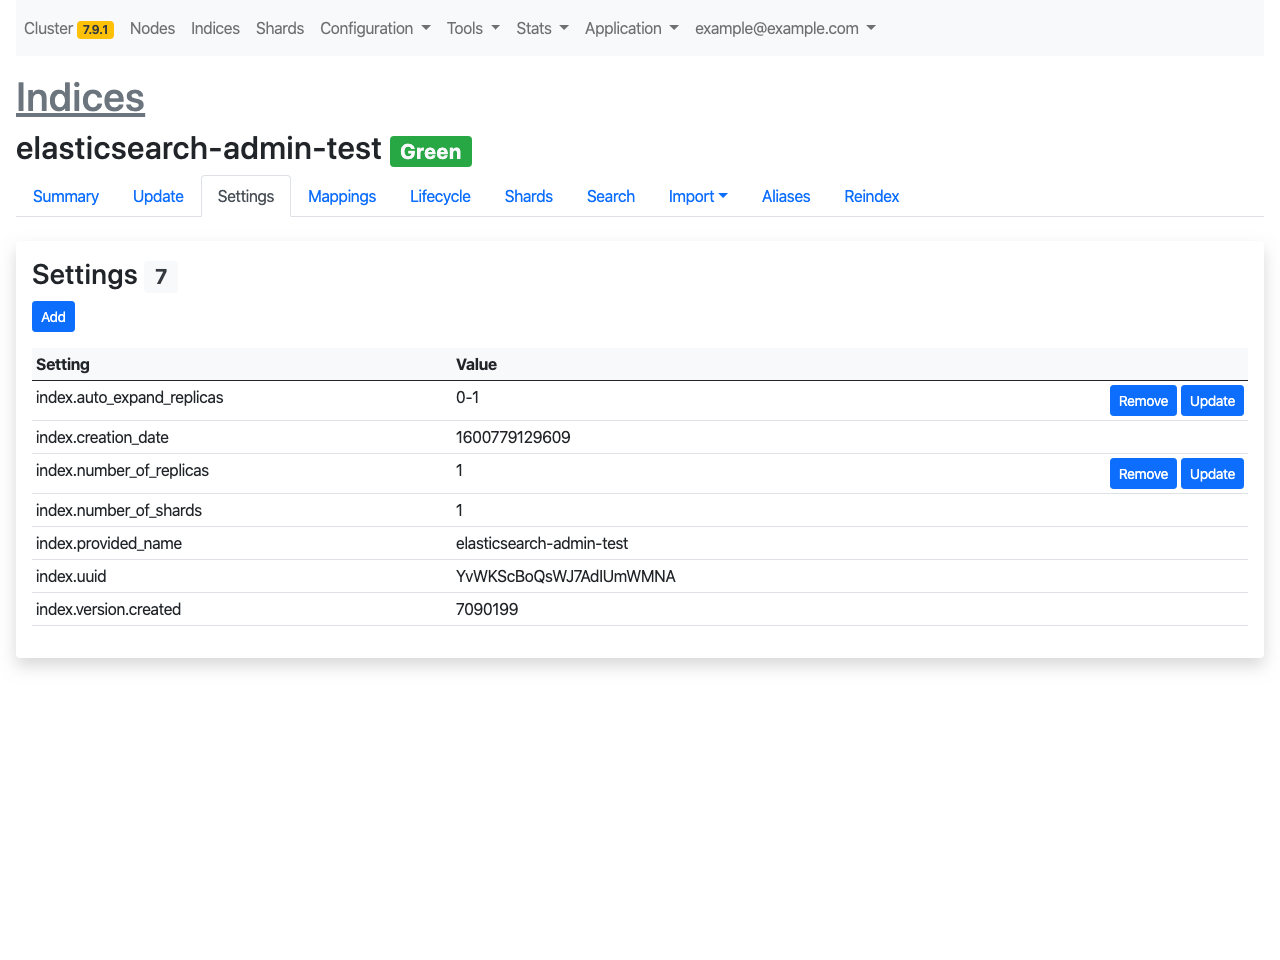 Cluster 7.9.1 Nodes Indices Shards Configuration Tools Stats Application example@example.com
Indices
elasticsearch-admin-test Green
Summary Update Settings Mappings Lifecycle Shards Search Import Aliases Reindex
Settings 7
Add
Setting Value
index.auto_expand_replicas 0-1 Remove Update
index.creation_date 1600779129609
index.number_of_replicas 1 Remove Update
index.number_of_shards 1
index.provided_name elasticsearch-admin-test
index.uuid YvWKScBoQsWJ7AdlUmWMNA
index.version.created 7090199